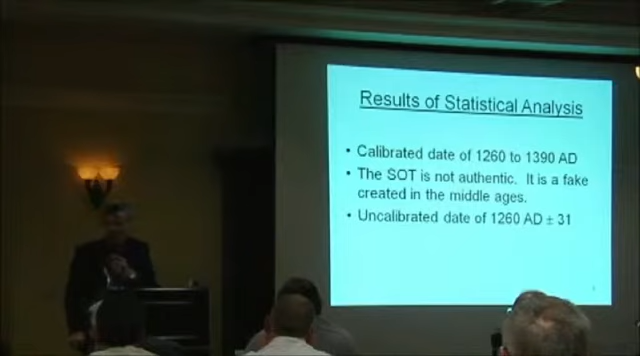 Results of Statistical Analysis
• Calibrated date of 1260 to 1390 AD
• The SOT is not authentic. It is a fake
created in the middle ages.
• Uncalibrated date of 1260 AD ± 31